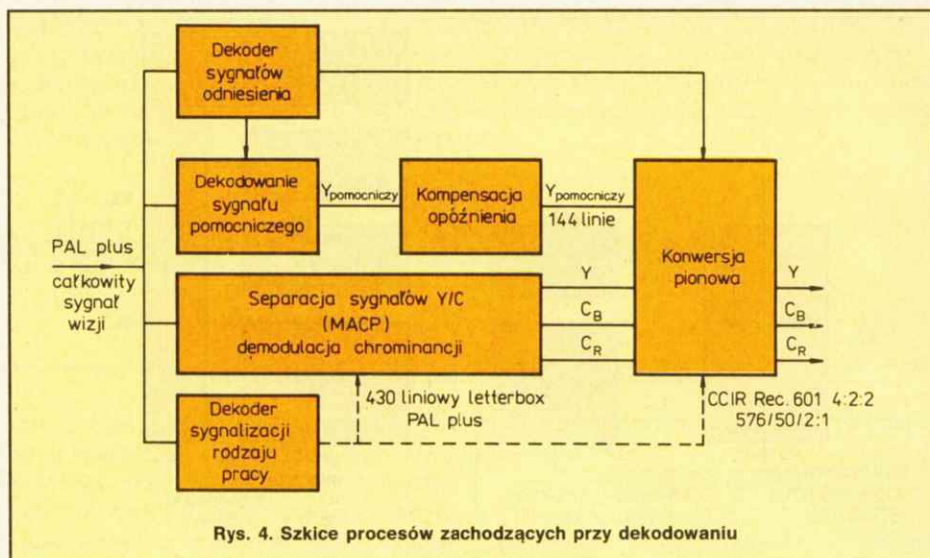 Dekoder
sygnałów
odniesienia
Dekodowanie
sygnału
pomocniczego
Ypomocniczy
Kompensacja
opóźnienia
Ypomocniczy
144 linie
Konwersja
pionowa
PAL plus
całkowity
sygnał
wizji
Separacja sygnałów Y/C
(MACP)
demodulacja chrominancji
Y
CB
CR
Y
CB
CR
430 liniowy letterbox
PAL plus
CCIR Rec. 601 4:2:2
576/50/2:1
Dekoder
sygnalizacji
rodzaju
pracy
Rys. 4. Szkice procesów zachodzących przy dekodowaniu